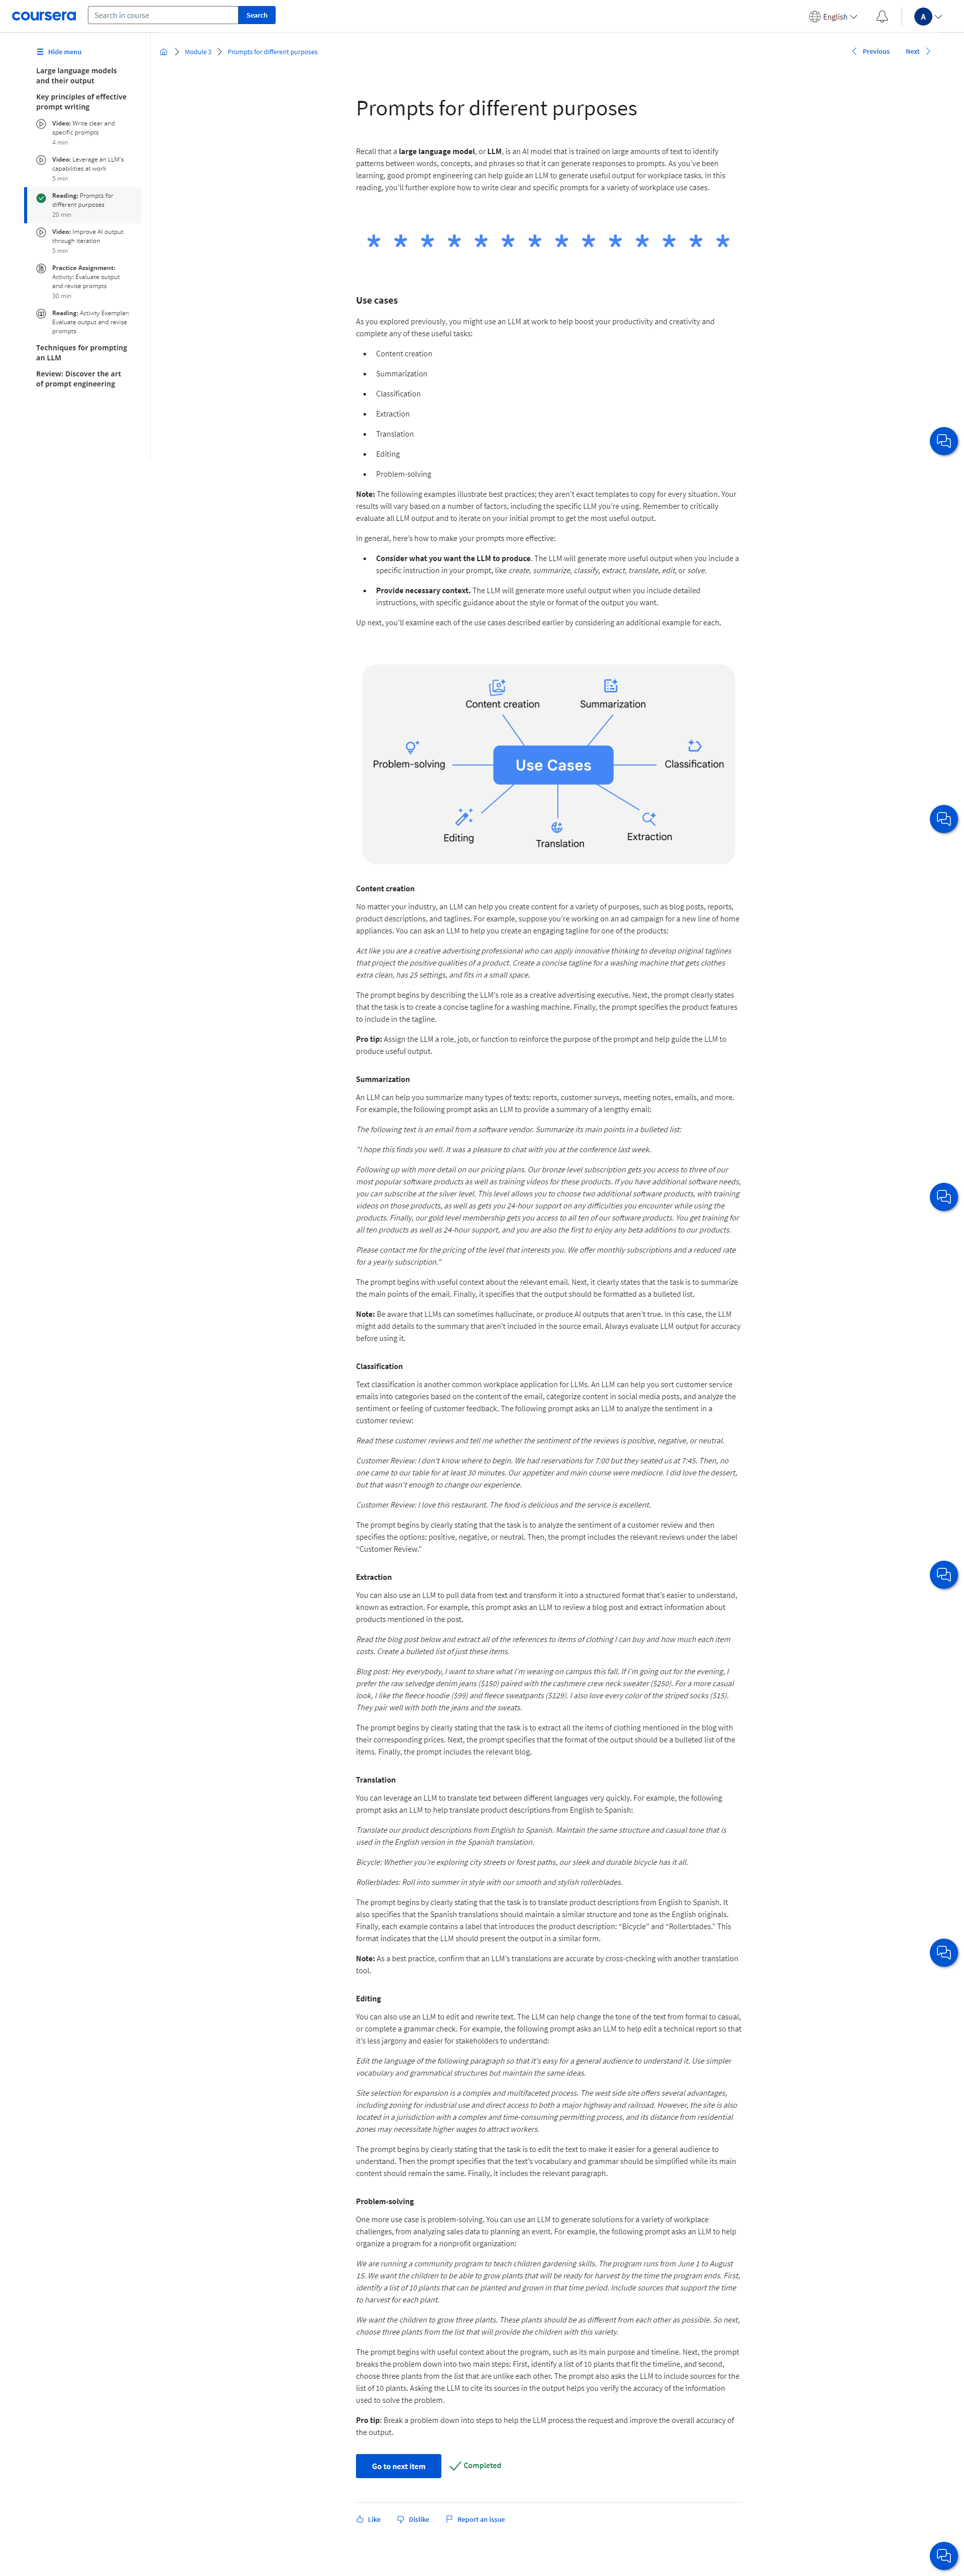 coursera
Search in course
Search
English
A
Hide menu
Large language models
and their output
Key principles of effective
prompt writing
Video: Write clear and
specific prompts
4 min
Video: Leverage an LLM's
capabilities at work
5 min
Reading: Prompts for
different purposes
20 min
Video: Improve AI output
through iteration
5 min
Practice Assignment:
Activity: Evaluate output
and revise prompts
30 min
Reading: Activity Exemplar:
Evaluate output and revise
prompts
Techniques for prompting
an LLM
Review: Discover the art
of prompt engineering
Module 3
Prompts for different purposes
Previous
Next
Prompts for different purposes
Recall that a large language model, or LLM, is an AI model that is trained on large amounts of text to identify
patterns between words, concepts, and phrases so that it can generate responses to prompts. As you've been
learning, good prompt engineering can help guide an LLM to generate useful output for workplace tasks. In this
reading, you'll further explore how to write clear and specific prompts for a variety of workplace use cases.
* * * * * * * * * * * * * *
Use cases
As you explored previously, you might use an LLM at work to help boost your productivity and creativity and
complete any of these useful tasks:
• Content creation
• Summarization
• Classification
• Extraction
• Translation
• Editing
• Problem-solving
Note: The following examples illustrate best practices; they aren't exact templates to copy for every situation. Your
results will vary based on a number of factors, including the specific LLM you're using. Remember to critically
evaluate all LLM output and to iterate on your initial prompt to get the most useful output.
In general, here's how to make your prompts more effective:
• Consider what you want the LLM to produce. The LLM will generate more useful output when you include a
specific instruction in your prompt, like create, summarize, classify, extract, translate, edit, or solve.
• Provide necessary context. The LLM will generate more useful output when you include detailed
instructions, with specific guidance about the style or format of the output you want.
Up next, you'll examine each of the use cases described earlier by considering an additional example for each.
Content creation
Summarization
Problem-solving
Use Cases
Classification
Editing
Translation
Extraction
Content creation
No matter your industry, an LLM can help you create content for a variety of purposes, such as blog posts, reports,
product descriptions, and taglines. For example, suppose you're working on an ad campaign for a new line of home
appliances. You can ask an LLM to help you create an engaging tagline for one of the products:
Act like you are a creative advertising professional who can apply innovative thinking to develop original taglines
that project the positive qualities of a product. Create a concise tagline for a washing machine that gets clothes
extra clean, has 25 settings, and fits in a small space.
The prompt begins by describing the LLM's role as a creative advertising executive. Next, the prompt clearly states
that the task is to create a concise tagline for a washing machine. Finally, the prompt specifies the product features
to include in the tagline.
Pro tip: Assign the LLM a role, job, or function to reinforce the purpose of the prompt and help guide the LLM to
produce useful output.
Summarization
An LLM can help you summarize many types of texts: reports, customer surveys, meeting notes, emails, and more.
For example, the following prompt asks an LLM to provide a summary of a lengthy email:
The following text is an email from a software vendor. Summarize its main points in a bulleted list:
"I hope this finds you well. It was a pleasure to chat with you at the conference last week.
Following up with more detail on our pricing plans. Our bronze level subscription gets you access to three of our
most popular software products as well as training videos for these products. If you have additional software needs,
you can subscribe at the silver level. This level allows you to choose two additional software products, with training
videos on those products, as well as gets you 24-hour support on any difficulties you encounter while using the
products. Finally, our gold level membership gets you access to all ten of our software products. You get training for
all ten products as well as 24-hour support, and you are also the first to enjoy any beta additions to our products.
Please contact me for the pricing of the level that interests you. We offer monthly subscriptions and a reduced rate
for a yearly subscription."
The prompt begins with useful context about the relevant email. Next, it clearly states that the task is to summarize
the main points of the email. Finally, it specifies that the output should be formatted as a bulleted list.
Note: Be aware that LLMs can sometimes hallucinate, or produce AI outputs that aren't true. In this case, the LLM
might add details to the summary that aren't included in the source email. Always evaluate LLM output for accuracy
before using it.
Classification
Text classification is another common workplace application for LLMs. An LLM can help you sort customer service
emails into categories based on the content of the email, categorize content in social media posts, and analyze the
sentiment or feeling of customer feedback. The following prompt asks an LLM to analyze the sentiment in a
customer review:
Read these customer reviews and tell me whether the sentiment of the reviews is positive, negative, or neutral.
Customer Review: I don't know where to begin. We had reservations for 7:00 but they seated us at 7:45. Then, no
one came to our table for at least 30 minutes. Our appetizer and main course were mediocre. I did love the dessert,
but that wasn't enough to change our experience.
Customer Review: I love this restaurant. The food is delicious and the service is excellent.
The prompt begins by clearly stating that the task is to analyze the sentiment of a customer review and then
specifies the options: positive, negative, or neutral. Then, the prompt includes the relevant reviews under the label
“Customer Review.”
Extraction
You can also use an LLM to pull data from text and transform it into a structured format that's easier to understand,
known as extraction. For example, this prompt asks an LLM to review a blog post and extract information about
products mentioned in the post.
Read the blog post below and extract all of the references to items of clothing I can buy and how much each item
costs. Create a bulleted list of just these items.
Blog post: Hey everybody, I want to share what I'm wearing on campus this fall. If I'm going out for the evening, I
prefer the raw selvedge denim jeans ($150) paired with the cashmere crew neck sweater ($250). For a more casual
look, I like the fleece hoodie ($99) and fleece sweatpants ($129). I also love every color of the striped socks ($15).
They pair well with both the jeans and the sweats.
The prompt begins by clearly stating that the task is to extract all the items of clothing mentioned in the blog with
their corresponding prices. Next, the prompt specifies that the format of the output should be a bulleted list of the
items. Finally, the prompt includes the relevant blog.
Translation
You can leverage an LLM to translate text between different languages very quickly. For example, the following
prompt asks an LLM to help translate product descriptions from English to Spanish:
Translate our product descriptions from English to Spanish. Maintain the same structure and casual tone that is
used in the English version in the Spanish translation.
Bicycle: Whether you're exploring city streets or forest paths, our sleek and durable bicycle has it all.
Rollerblades: Roll into summer in style with our smooth and stylish rollerblades.
The prompt begins by clearly stating that the task is to translate product descriptions from English to Spanish. It
also specifies that the Spanish translations should maintain a similar structure and tone as the English originals.
Finally, each example contains a label that introduces the product description: “Bicycle” and “Rollerblades.” This
format indicates that the LLM should present the output in a similar form.
Note: As a best practice, confirm that an LLM's translations are accurate by cross-checking with another translation
tool.
Editing
You can also use an LLM to edit and rewrite text. The LLM can help change the tone of the text from formal to casual,
or complete a grammar check. For example, the following prompt asks an LLM to help edit a technical report so that
it's less jargony and easier for stakeholders to understand:
Edit the language of the following paragraph so that it's easy for a general audience to understand it. Use simpler
vocabulary and grammatical structures but maintain the same ideas.
Site selection for expansion is a complex and multifaceted process. The west side site offers several advantages,
including zoning for industrial use and direct access to both a major highway and railroad. However, the site is also
located in a jurisdiction with a complex and time-consuming permitting process, and its distance from residential
zones may necessitate higher wages to attract workers.
The prompt begins by clearly stating that the task is to edit the text to make it easier for a general audience to
understand. Then the prompt specifies that the text's vocabulary and grammar should be simplified while its main
content should remain the same. Finally, it includes the relevant paragraph.
Problem-solving
One more use case is problem-solving. You can use an LLM to generate solutions for a variety of workplace
challenges, from analyzing sales data to planning an event. For example, the following prompt asks an LLM to help
organize a program for a nonprofit organization:
We are running a community program to teach children gardening skills. The program runs from June 1 to August
15. We want the children to be able to grow plants that will be ready for harvest by the time the program ends. First,
identify a list of 10 plants that can be planted and grown in that time period. Include sources that support the time
to harvest for each plant.
We want the children to grow three plants. These plants should be as different from each other as possible. So next,
choose three plants from the list that will provide the children with this variety.
The prompt begins with useful context about the program, such as its main purpose and timeline. Next, the prompt
breaks the problem down into two main steps: First, identify a list of 10 plants that fit the timeline, and second,
choose three plants from the list that are unlike each other. The prompt also asks the LLM to include sources for the
list of 10 plants. Asking the LLM to cite its sources in the output helps you verify the accuracy of the information
used to solve the problem.
Pro tip: Break a problem down into steps to help the LLM process the request and improve the overall accuracy of
the output.
Go to next item
Completed
Like
Dislike
Report an issue